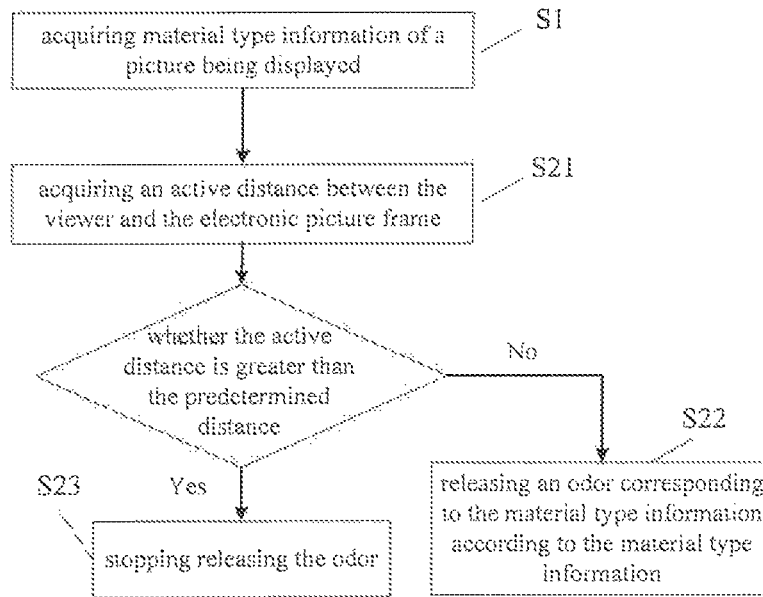 acquiring material type information of a
picture being displayed
S1
acquiring an active distance between the
viewer and the electronic picture frame
S21
whether the active
distance is greater than
the predetermined
distance
No
S22
releasing an odor corresponding
to the material type information
according to the material type
information
S23
Yes
stopping releasing the odor